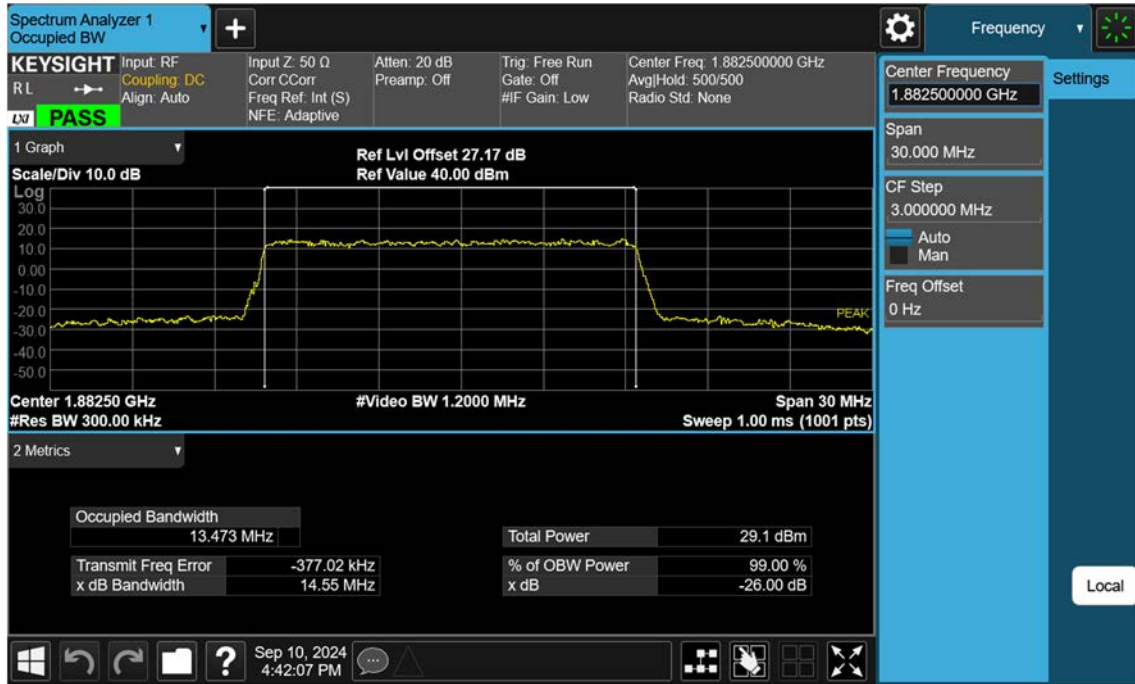 Spectrum Analyzer 1
Occupied BW
Frequency
KEYSIGHT
R L
LXI
PASS
Input: RF
Coupling: DC
Align: Auto
Input Z: 50 Ω
Corr CCorr
Freq Ref: Int (S)
NFE: Adaptive
Atten: 20 dB
Preamp: Off
Trig: Free Run
Gate: Off
#IF Gain: Low
Center Freq: 1.882500000 GHz
Avg|Hold: 500/500
Radio Std: None
Center Frequency
1.882500000 GHz
Settings
Span
30.000 MHz
CF Step
3.000000 MHz
Auto
Man
Freq Offset
0 Hz
Local
1 Graph
Scale/Div 10.0 dB
Ref Lvl Offset 27.17 dB
Ref Value 40.00 dBm
Log
30.0
20.0
10.0
0.00
-10.0
-20.0
-30.0
-40.0
-50.0
PEAK
Center 1.88250 GHz
#Video BW 1.2000 MHz
Span 30 MHz
#Res BW 300.00 kHz
Sweep 1.00 ms (1001 pts)
2 Metrics
Occupied Bandwidth
13.473 MHz
Total Power 29.1 dBm
Transmit Freq Error -377.02 kHz
% of OBW Power 99.00 %
x dB Bandwidth 14.55 MHz
x dB -26.00 dB
?
Sep 10, 2024
4:42:07 PM